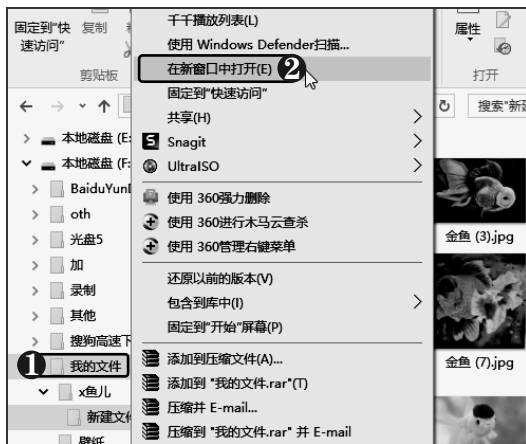 固定到"快速访问"
复制
剪贴板
属性
打开
千千播放列表(L)
使用 Windows Defender扫描...
在新窗口中打开(E)
2
固定到"快速访问"
共享(H)
Snagit
UltraISO
使用 360强力删除
使用 360进行木马云查杀
使用 360管理右键菜单
还原以前的版本(V)
包含到库中(I)
固定到"开始"屏幕(P)
添加到压缩文件(A)...
添加到 "我的文件.rar"(T)
压缩并 E-mail...
压缩到 "我的文件.rar" 并 E-mail
搜索"新建
本地磁盘 (E:
本地磁盘 (F:
BaiduYunD
oth
光盘5
加
录制
其他
搜狗高速下
1
我的文件
x鱼儿
新建文件
壁纸
金鱼 (3).jpg
金鱼 (7).jpg